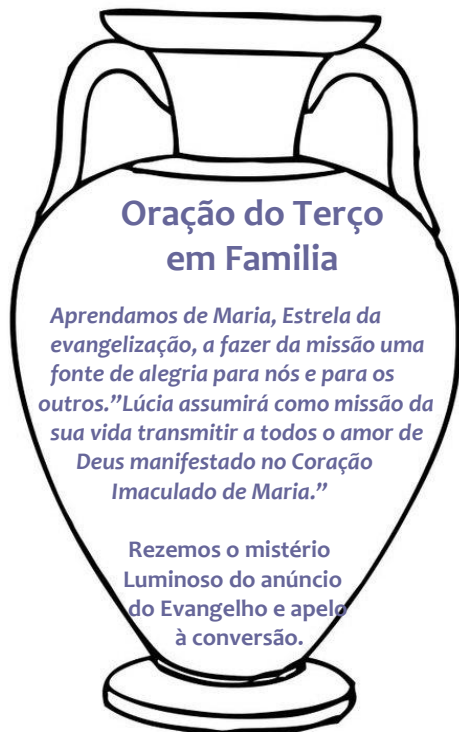 Oração do Terço
em Familia
Aprendamos de Maria, Estrela da
evangelização, a fazer da missão uma
fonte de alegria para nós e para os
outros.”Lúcia assumirá como missão da
sua vida transmitir a todos o amor de
Deus manifestado no Coração
Imaculado de Maria.”
Rezemos o mistério
Luminoso do anúncio
do Evangelho e apelo
à conversão.